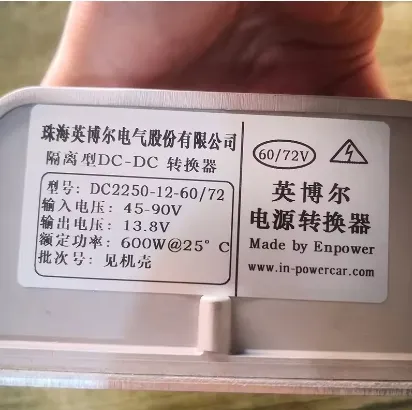 珠海英博尔电气股份有限公司
隔离型DC-DC 转换器
型号: DC2250-12-60/72
输入电压: 45-90V
输出电压: 13.8V
额定功率: 600W@25° C
批次号: 见机壳
60/72V
英博尔
电源转换器
Made by Enpower
www.in-powercar.com